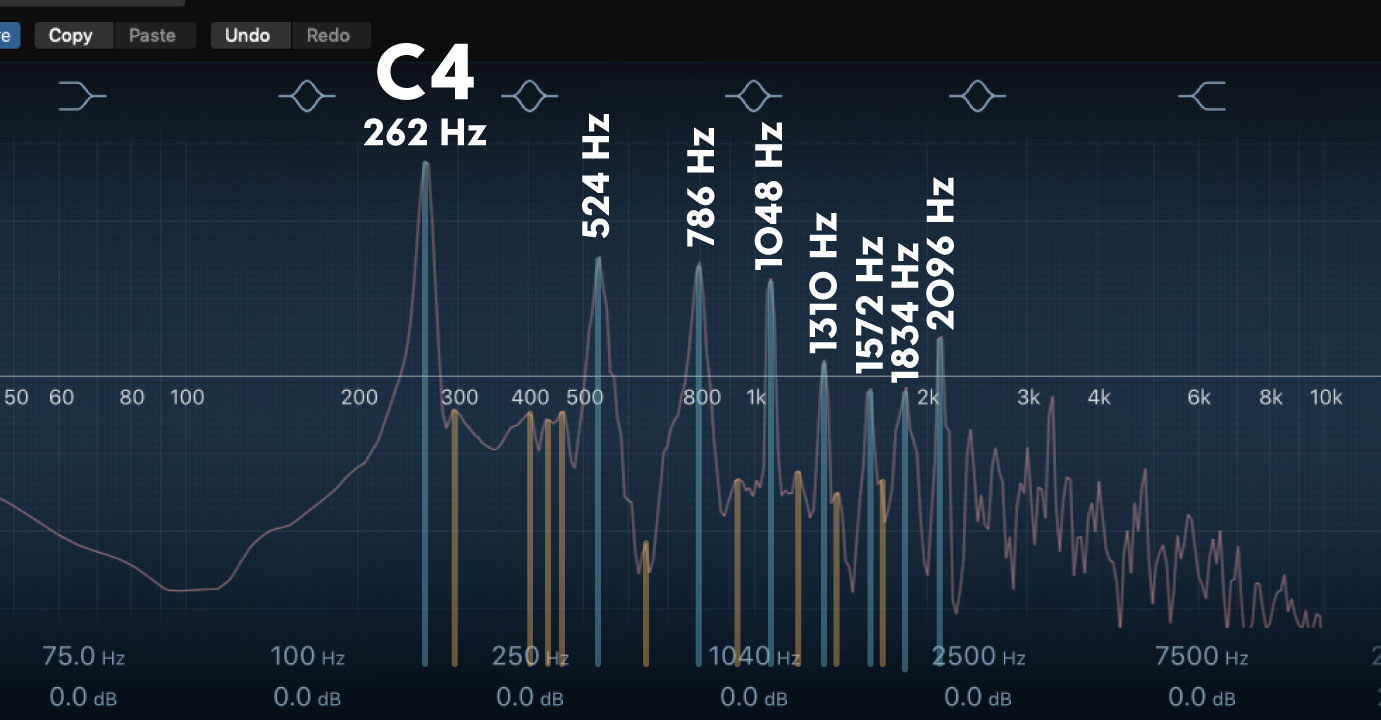 re Copy Paste Undo Redo
C4
262 Hz
524 Hz
786 Hz
1048 Hz
1310 Hz
1572 Hz
1834 Hz
2096 Hz
50 60 80 100 200 300 400 500 800 1k 2k 3k 4k 6k 8k 10k
75.0 Hz 100 Hz 250 Hz 1040 Hz 2500 Hz 7500 Hz
0.0 dB 0.0 dB 0.0 dB 0.0 dB 0.0 dB 0.0 dB